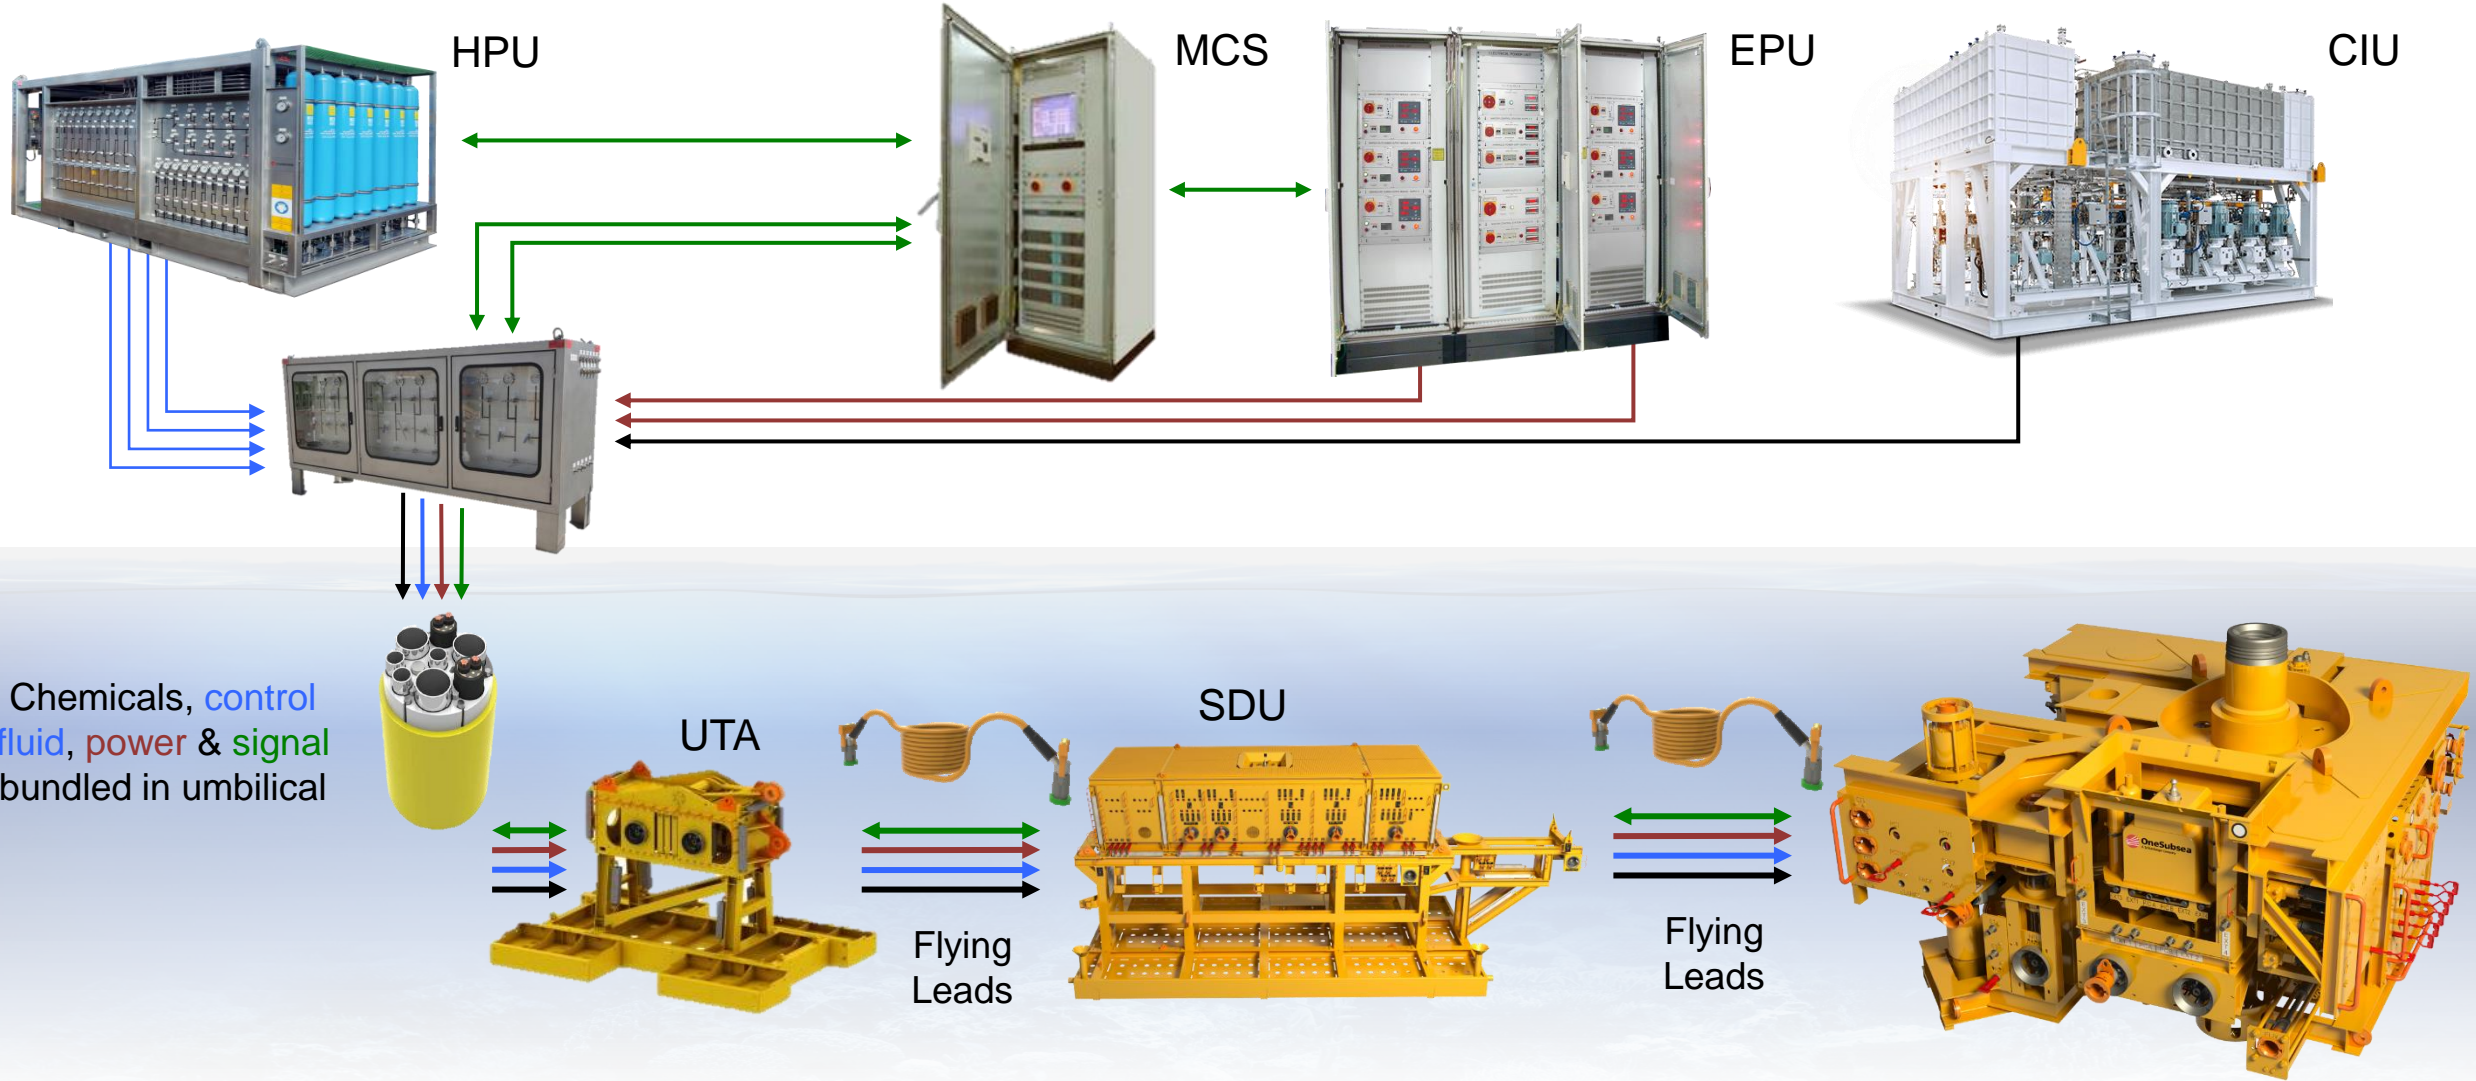 HPU
MCS
EPU
CIU
Chemicals, control
fluid, power & signal
bundled in umbilical
UTA
SDU
Flying
Leads
Flying
Leads
OneSubsea